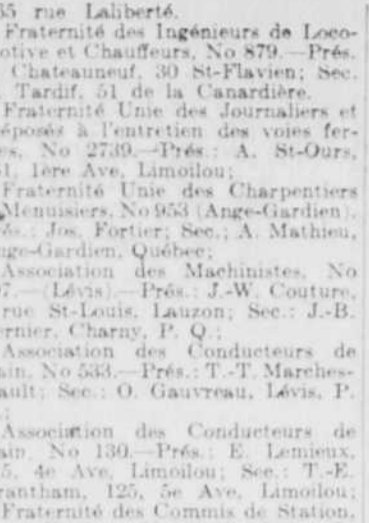 35 rue Laliberté.
Fraternité des Ingénieurs de Loco-
otive et Chauffeurs, No 879.—Prés.
Chateauneuf, 30 St-Flavien; Sec.
Tardif, 51 de la Canardière.
Fraternité Unie des Journaliers et
éposés à l'entretien des voies fer-
es, No 2739.—Prés.: A. St-Ours,
51, 1ère Ave, Limoilou;
Fraternité Unie des Charpentiers
Menuisiers, No 953 (Ange-Gardien).
és.: Jos. Fortier; Sec.; A. Mathieu,
nge-Gardien, Québec;
Association des Machinistes, No
07.—(Lévis).—Prés.: J.-W. Couture,
rue St-Louis, Lauzon; Sec.: J.-B.
ernier, Charny, P. Q.;
Association des Conducteurs de
ain, No 533.—Prés.: T.-T. Marches-
ault; Sec.: O. Gauvreau, Lévis, P.
;
Association des Conducteurs de
ain, No 130.—Prés.: E. Lemieux,
5, 4e Ave, Limoilou; Sec.: T.-E.
rantham, 125, 5e Ave, Limoilou;
Fraternité des Commis de Station,